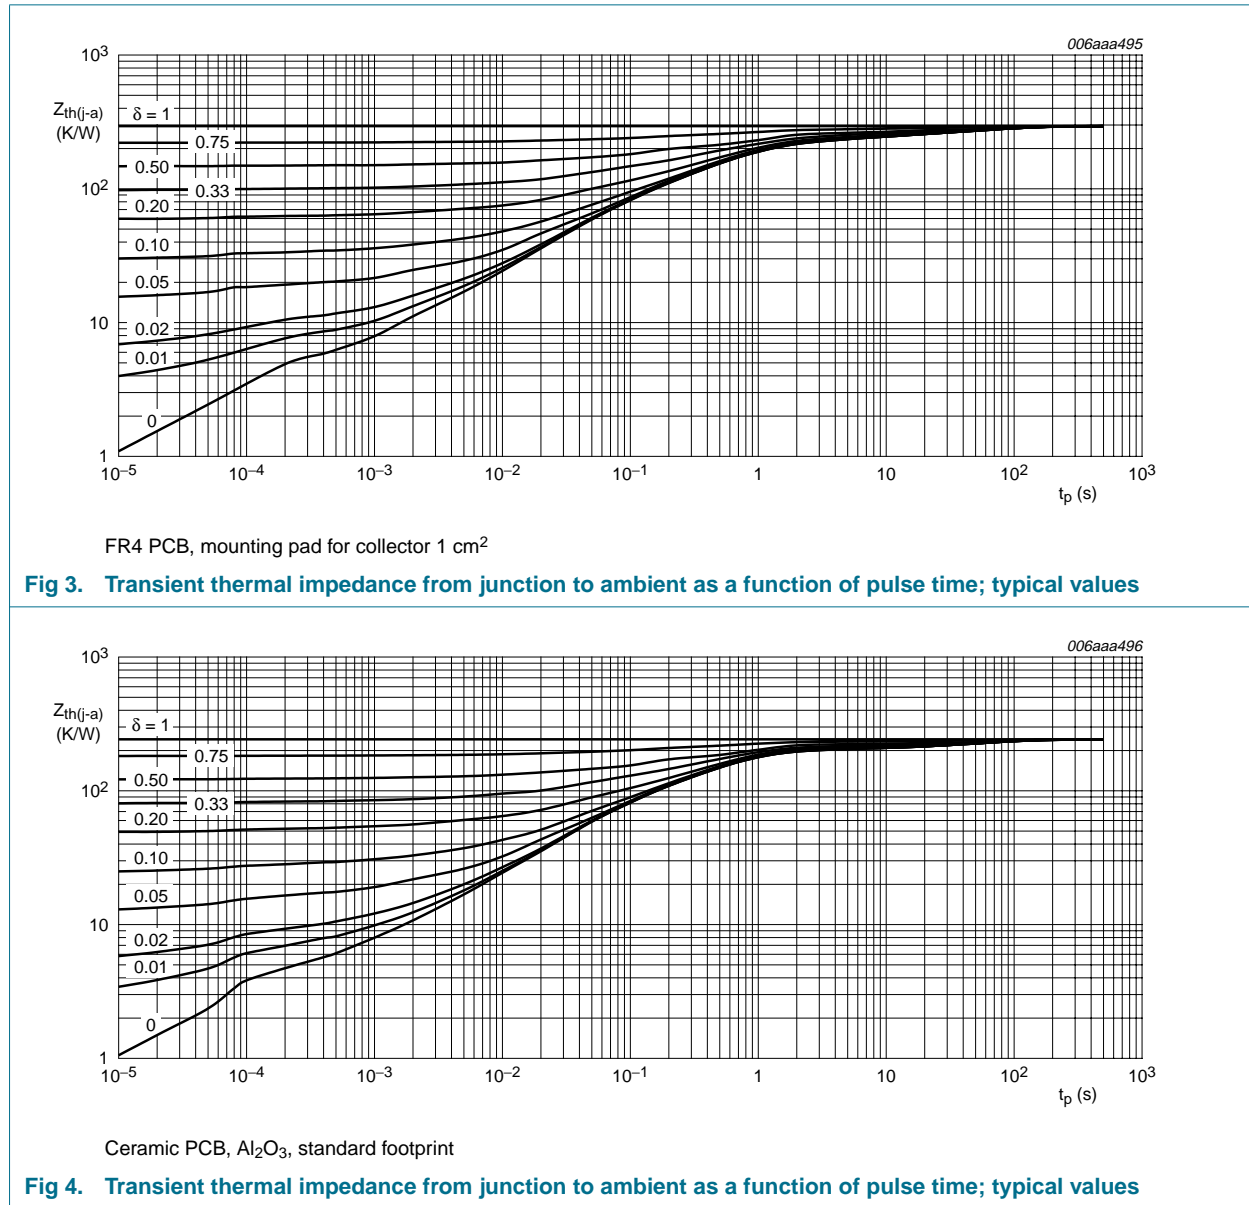 006aaa495
10³
Zth(j-a)
(K/W)
δ = 1
0.75
0.50
0.33
10²
0.20
0.10
0.05
10
0.02
0.01
0
1
10−5 10−4 10−3 10−2 10−1 1 10 10² 10³
tp (s)
FR4 PCB, mounting pad for collector 1 cm²
Fig 3. Transient thermal impedance from junction to ambient as a function of pulse time; typical values
006aaa496
10³
Zth(j-a)
(K/W)
δ = 1
0.75
0.50
10²
0.33
0.20
0.10
0.05
10
0.02
0.01
0
1
10−5 10−4 10−3 10−2 10−1 1 10 10² 10³
tp (s)
Ceramic PCB, Al₂O₃, standard footprint
Fig 4. Transient thermal impedance from junction to ambient as a function of pulse time; typical values